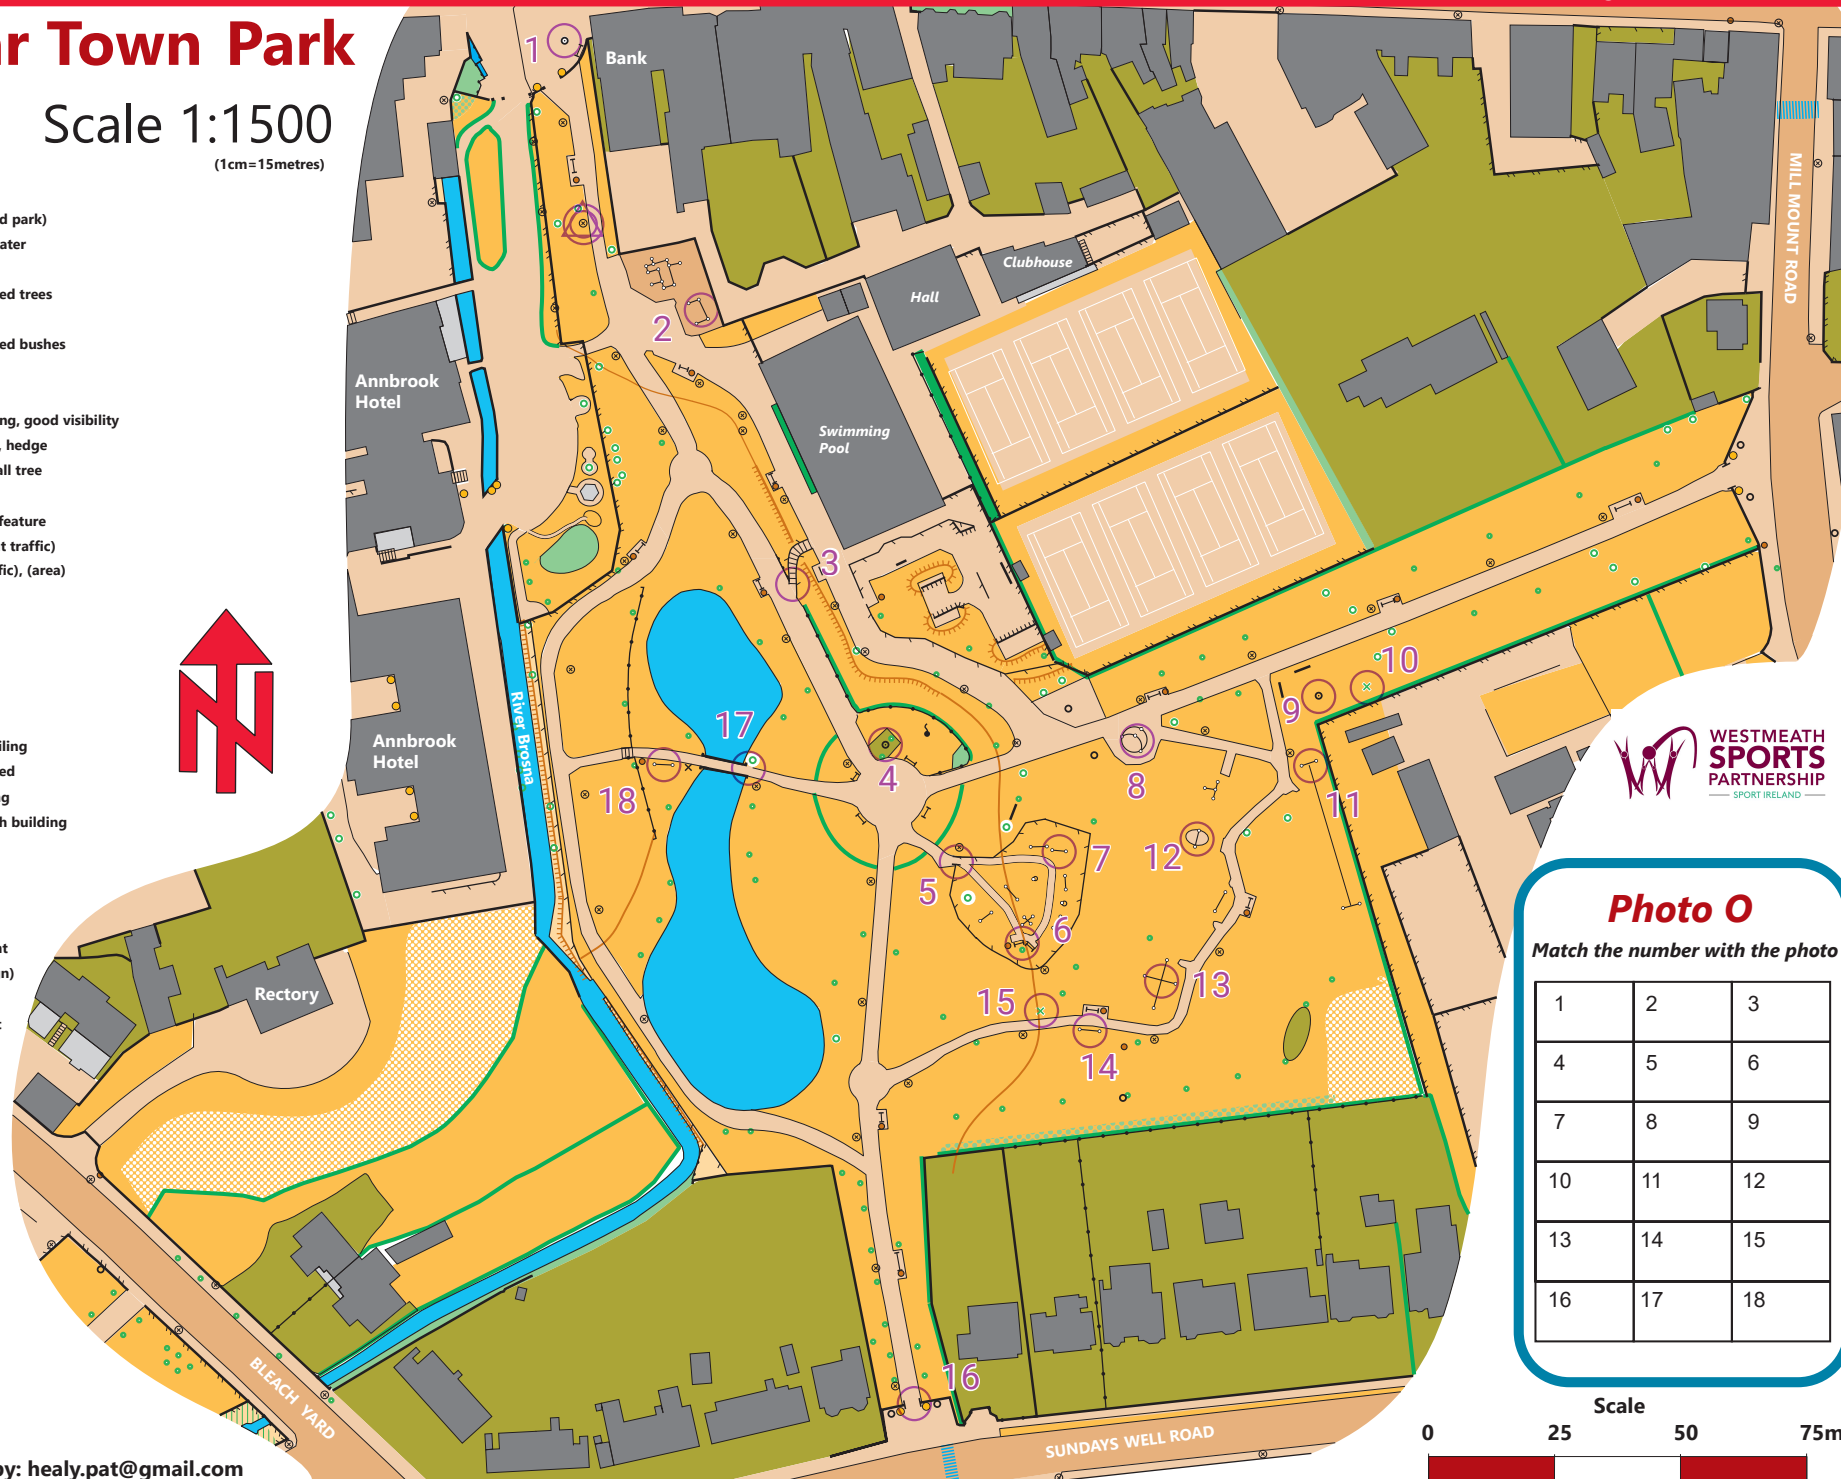 r Town Park
Scale 1:1500
(1cm=15metres)
d park)
ater
ed trees
ed bushes
ng, good visibility
, hedge
all tree
feature
t traffic)
fic), (area)
iling
ed
ng
h building
nt
n)
N
Bank
Annbrook
Hotel
Annbrook
Hotel
Rectory
River Brosna
Swimming
Pool
Hall
Clubhouse
MILLMOUNT ROAD
BLEACH YARD
SUNDAYS WELL ROAD
1
2
3
4
5
6
7
8
9
10
11
12
13
14
15
16
17
18
WESTMEATH
SPORTS
PARTNERSHIP
SPORT IRELAND
Photo O
Match the number with the photo
1 2 3
4 5 6
7 8 9
10 11 12
13 14 15
16 17 18
Scale
0 25 50 75m
by: healy.pat@gmail.com